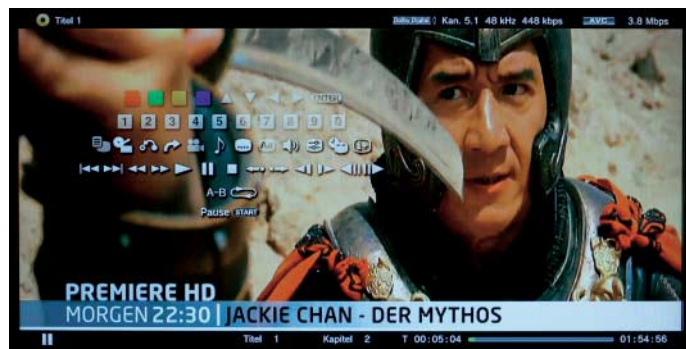 Titel 1 Dolby Digital Kan. 5.1 48 kHz 448 kbps AVC 3.8 Mbps
ENTER
1 2 3 4 5 6 7 8 9 0
A-B
Pause START
PREMIERE HD
MORGEN 22:30 | JACKIE CHAN - DER MYTHOS
Titel 1 Kapitel 2 T 00:05:04 01:54:56